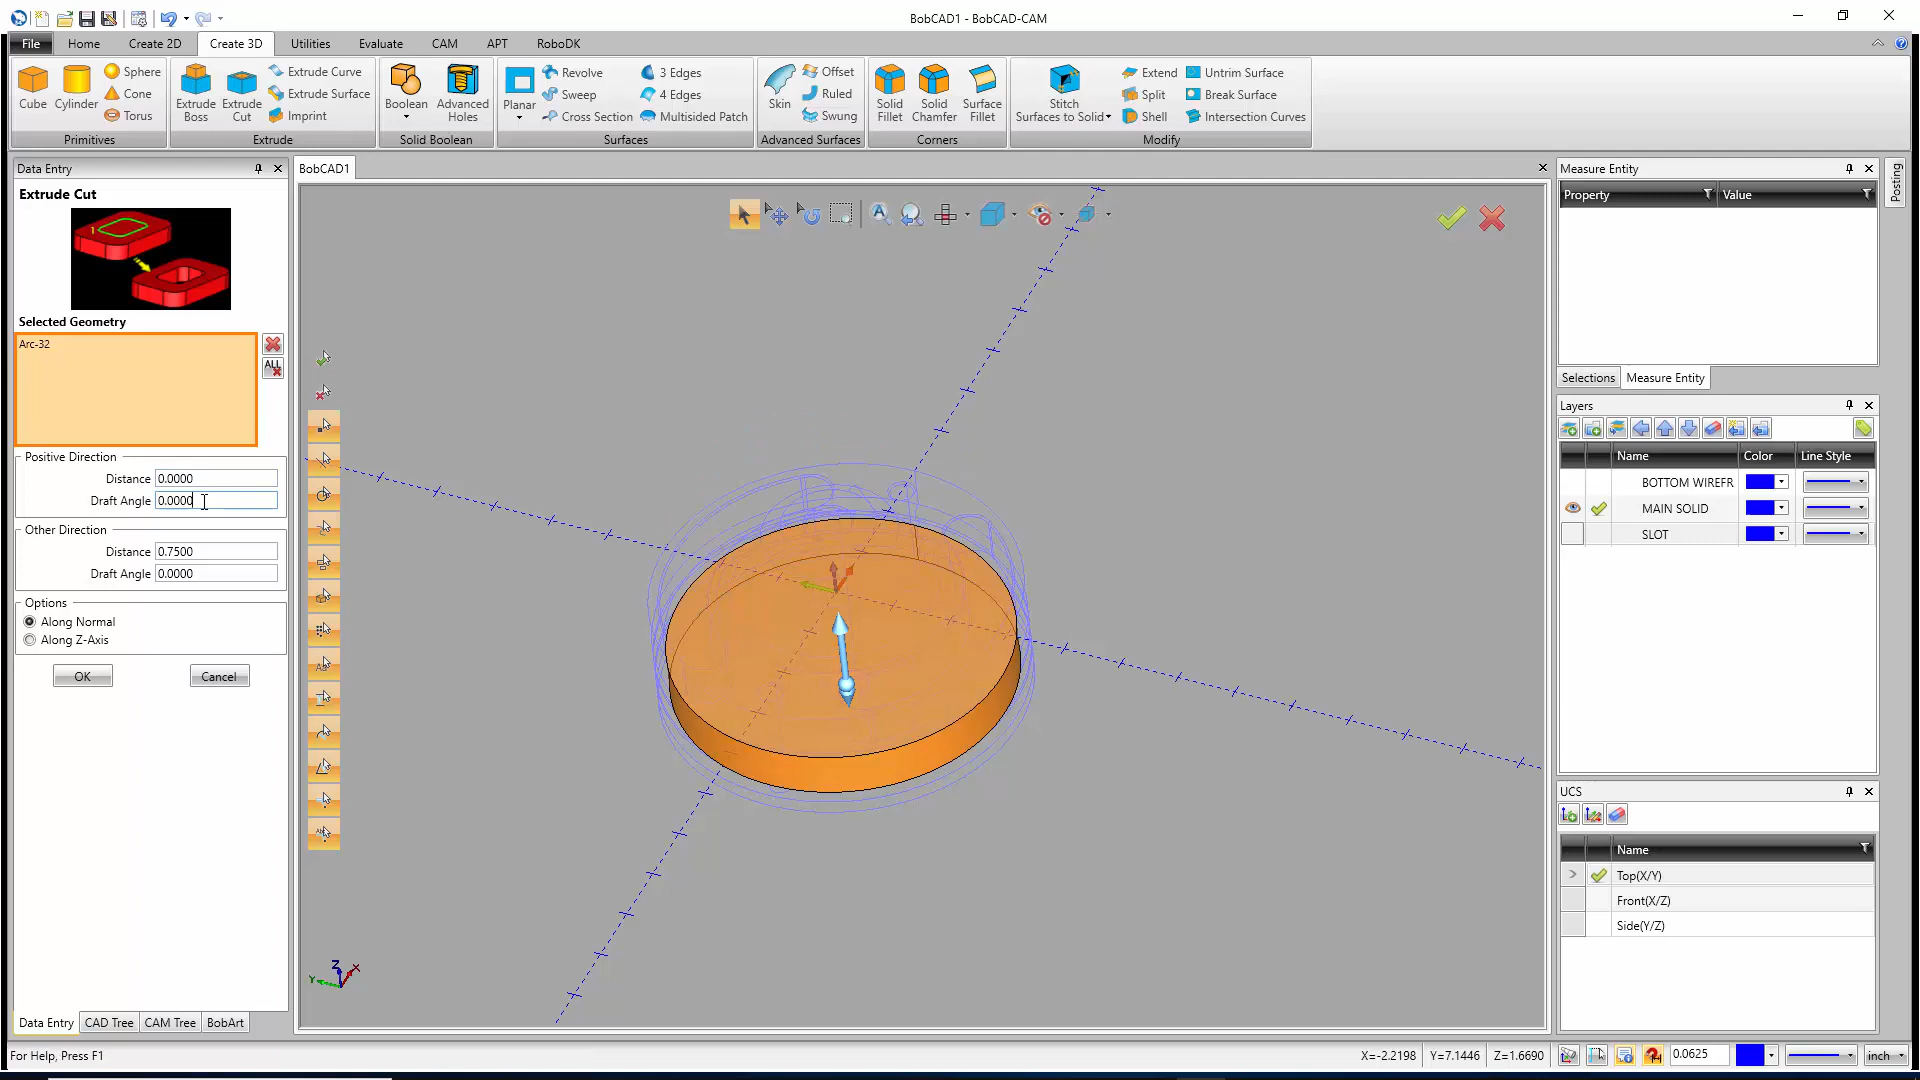 BobCAD1 - BobCAD-CAM
File Home Create 2D Create 3D Utilities Evaluate CAM APT RoboDK
Cube Cylinder Sphere Cone Torus
Primitives
Extrude Boss Extrude Cut Extrude Curve Extrude Surface Imprint
Extrude
Boolean Advanced Holes
Solid Boolean
Planar Revolve Sweep Cross Section 3 Edges 4 Edges Multisided Patch
Surfaces
Skin Offset Ruled Swung
Advanced Surfaces
Solid Fillet Solid Chamfer Surface Fillet
Corners
Stitch Surfaces to Solid Extend Split Shell Untrim Surface Break Surface Intersection Curves
Modify
Data Entry
Extrude Cut
1
Selected Geometry
Arc-32
ALL
Positive Direction
Distance 0.0000
Draft Angle 0.0000
Other Direction
Distance 0.7500
Draft Angle 0.0000
Options
Along Normal
Along Z-Axis
OK Cancel
Data Entry CAD Tree CAM Tree BobArt
BobCAD1
Z X Y
Measure Entity
Property Value
Selections Measure Entity
Posting
Layers
Name Color Line Style
BOTTOM WIREFR
MAIN SOLID
SLOT
UCS
Name
Top(X/Y)
Front(X/Z)
Side(Y/Z)
For Help, Press F1
X=-2.2198 Y=7.1446 Z=1.6690 0.0625 inch